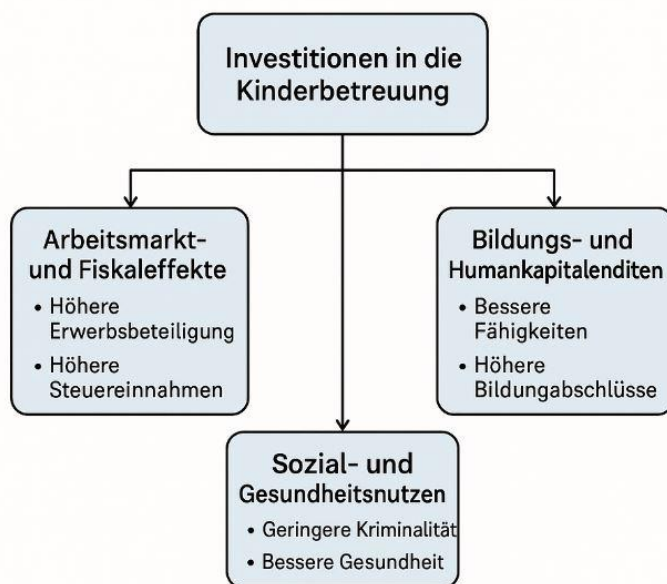 Investitionen in die
Kinderbetreuung
Arbeitsmarkt-
und Fiskaleffekte
• Höhere
Erwerbsbeteiligung
• Höhere
Steuereinnahmen
Bildungs- und
Humankapitalenditen
• Bessere
Fähigkeiten
• Höhere
Bildungabschlüsse
Sozial- und
Gesundheitsnutzen
• Geringere Kriminalität
• Bessere Gesundheit